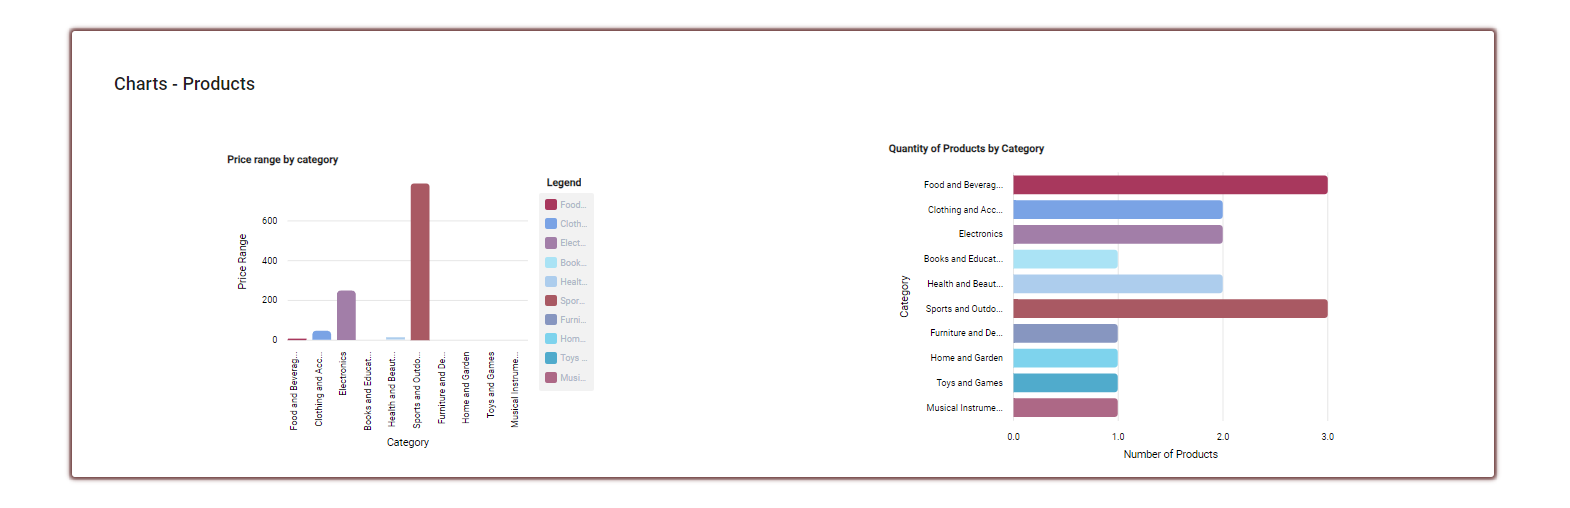 Charts - Products
Price range by category
Price Range
600
400
200
0
Food and Beverag...
Clothing and Acc...
Electronics
Books and Educat...
Health and Beaut...
Sports and Outdo...
Furniture and De...
Home and Garden
Toys and Games
Musical Instrume...
Category
Legend
Food...
Cloth...
Elect...
Book...
Healt...
Spor...
Furni...
Hom...
Toys ...
Musi...
Quantity of Products by Category
Category
Food and Beverag...
Clothing and Acc...
Electronics
Books and Educat...
Health and Beaut...
Sports and Outdo...
Furniture and De...
Home and Garden
Toys and Games
Musical Instrume...
0.0 1.0 2.0 3.0
Number of Products